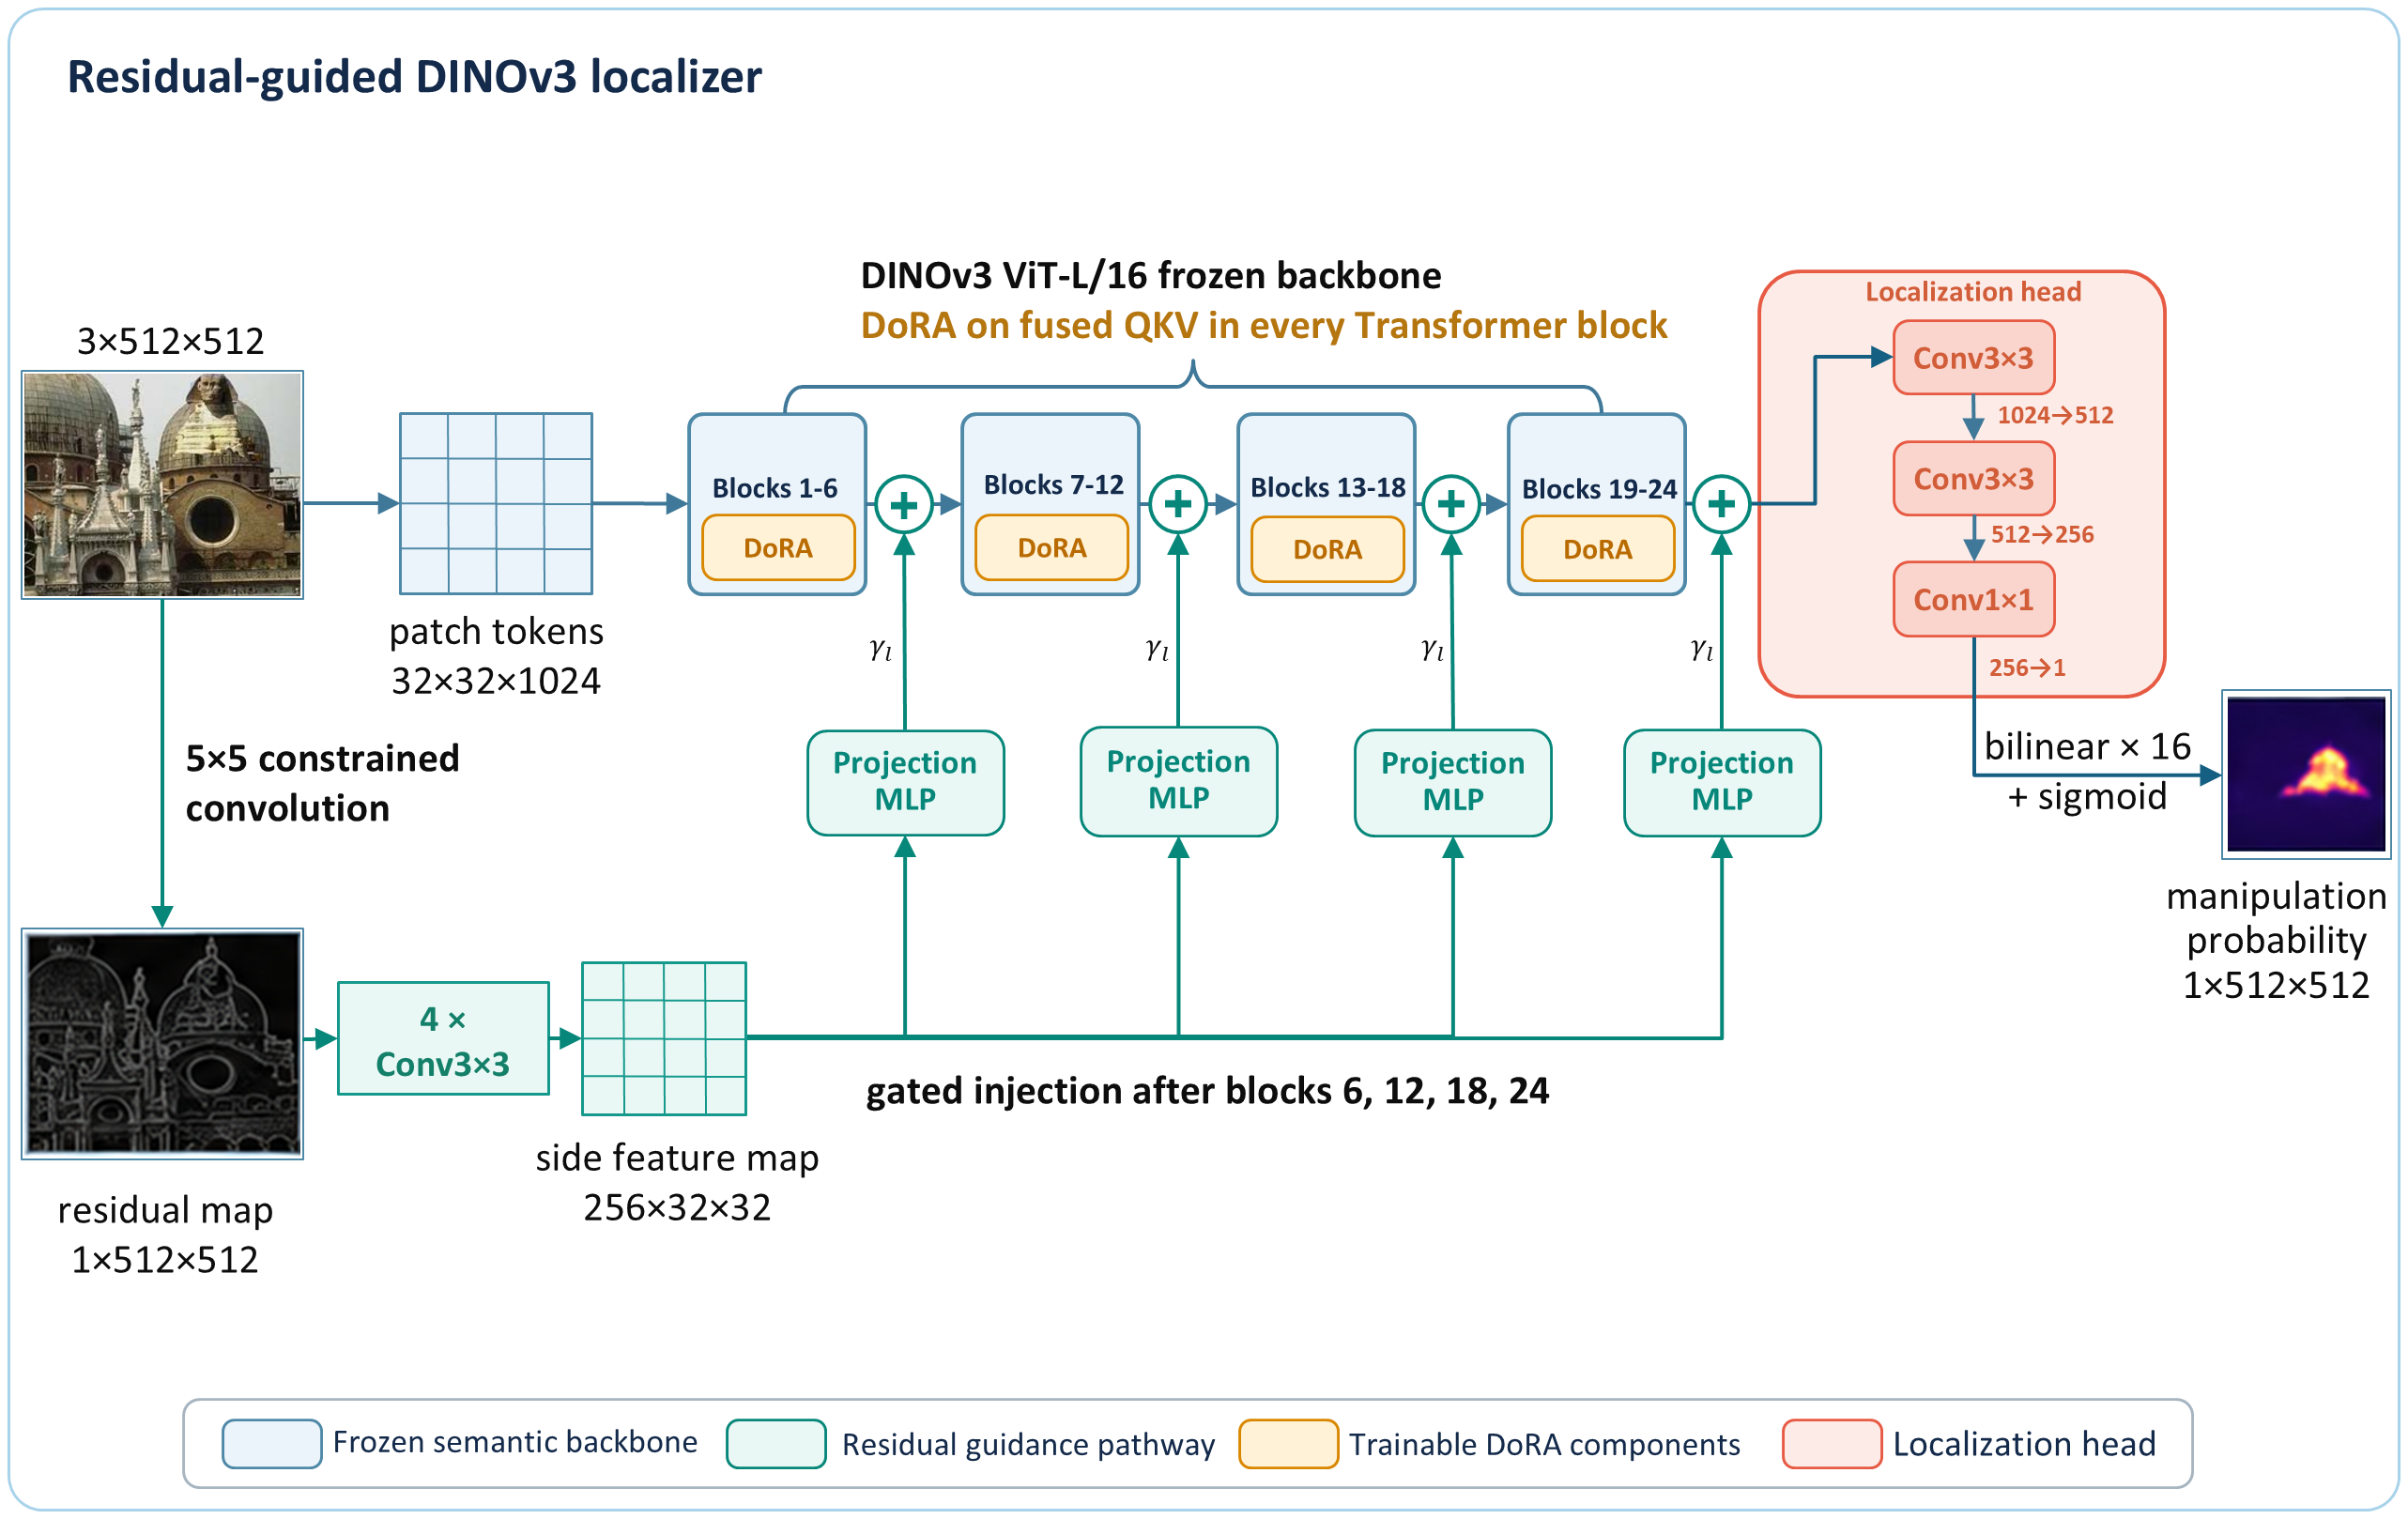 Residual-guided DINOv3 localizer
DINOv3 ViT-L/16 frozen backbone
DoRA on fused QKV in every Transformer block
3×512×512
patch tokens
32×32×1024
Blocks 1-6
DoRA
Blocks 7-12
DoRA
Blocks 13-18
DoRA
Blocks 19-24
DoRA
Localization head
Conv3×3
1024→512
Conv3×3
512→256
Conv1×1
256→1
γₗ
γₗ
γₗ
γₗ
5×5 constrained
convolution
Projection
MLP
Projection
MLP
Projection
MLP
Projection
MLP
bilinear × 16
+ sigmoid
manipulation
probability
1×512×512
4 ×
Conv3×3
gated injection after blocks 6, 12, 18, 24
side feature map
256×32×32
residual map
1×512×512
Frozen semantic backbone
Residual guidance pathway
Trainable DoRA components
Localization head